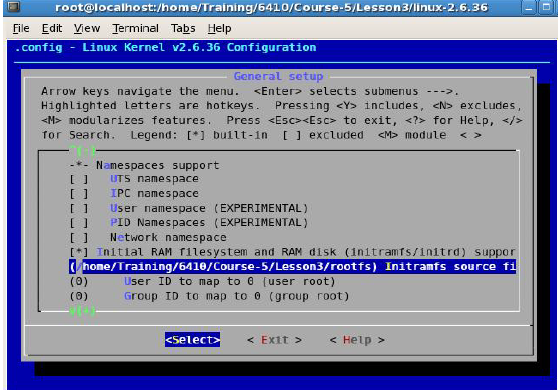 root@localhost:/home/Training/6410/Course-5/Lesson3/linux-2.6.36
File Edit View Terminal Tabs Help
.config - Linux Kernel v2.6.36 Configuration
General setup
Arrow keys navigate the menu. <Enter> selects submenus --->.
Highlighted letters are hotkeys. Pressing <Y> includes, <N> excludes,
<M> modularizes features. Press <Esc><Esc> to exit, <?> for Help, </>
for Search. Legend: [*] built-in [ ] excluded <M> module < >
^(-)
-*- Namespaces support
[ ] UTS namespace
[ ] IPC namespace
[ ] User namespace (EXPERIMENTAL)
[ ] PID Namespaces (EXPERIMENTAL)
[ ] Network namespace
[*] Initial RAM filesystem and RAM disk (initramfs/initrd) suppor
(/home/Training/6410/Course-5/Lesson3/rootfs) Initramfs source fi
(0) User ID to map to 0 (user root)
(0) Group ID to map to 0 (group root)
v(+)
<Select> < Exit > < Help >